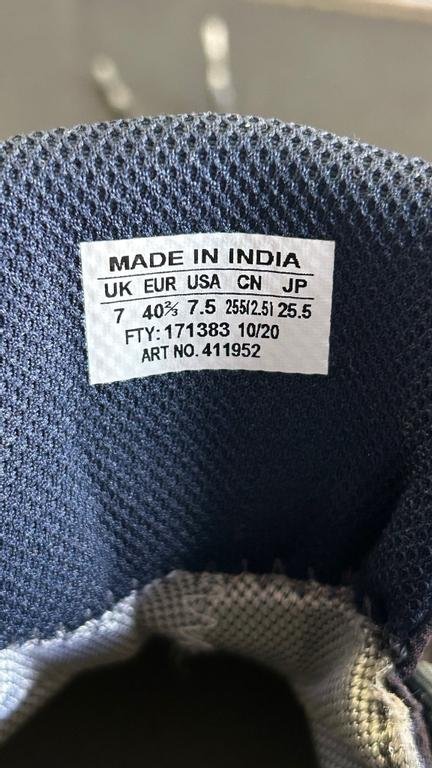 MADE IN INDIA
UK EUR USA CN JP
7 40⅔ 7.5 255(2.5) 25.5
FTY: 171383 10/20
ART NO. 411952